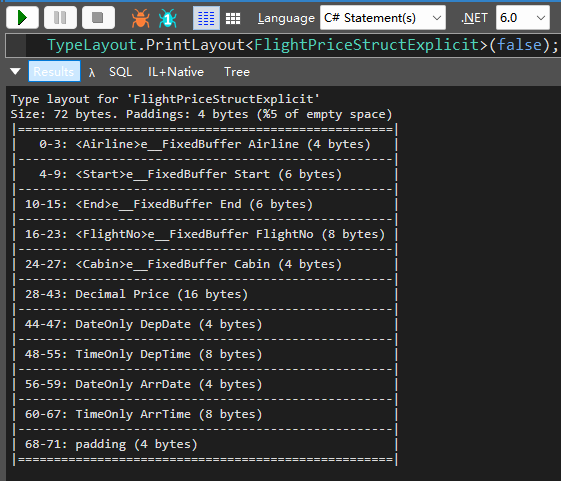 Language C# Statement(s) .NET 6.0
TypeLayout.PrintLayout<FlightPriceStructExplicit>(false);
Results λ SQL IL+Native Tree
Type layout for 'FlightPriceStructExplicit'
Size: 72 bytes. Paddings: 4 bytes (%5 of empty space)
|====================================================|
|   0-3: <Airline>e__FixedBuffer Airline (4 bytes)   |
|----------------------------------------------------|
|   4-9: <Start>e__FixedBuffer Start (6 bytes)       |
|----------------------------------------------------|
| 10-15: <End>e__FixedBuffer End (6 bytes)           |
|----------------------------------------------------|
| 16-23: <FlightNo>e__FixedBuffer FlightNo (8 bytes) |
|----------------------------------------------------|
| 24-27: <Cabin>e__FixedBuffer Cabin (4 bytes)       |
|----------------------------------------------------|
| 28-43: Decimal Price (16 bytes)                    |
|----------------------------------------------------|
| 44-47: DateOnly DepDate (4 bytes)                  |
|----------------------------------------------------|
| 48-55: TimeOnly DepTime (8 bytes)                  |
|----------------------------------------------------|
| 56-59: DateOnly ArrDate (4 bytes)                  |
|----------------------------------------------------|
| 60-67: TimeOnly ArrTime (8 bytes)                  |
|----------------------------------------------------|
| 68-71: padding (4 bytes)                           |
|====================================================|